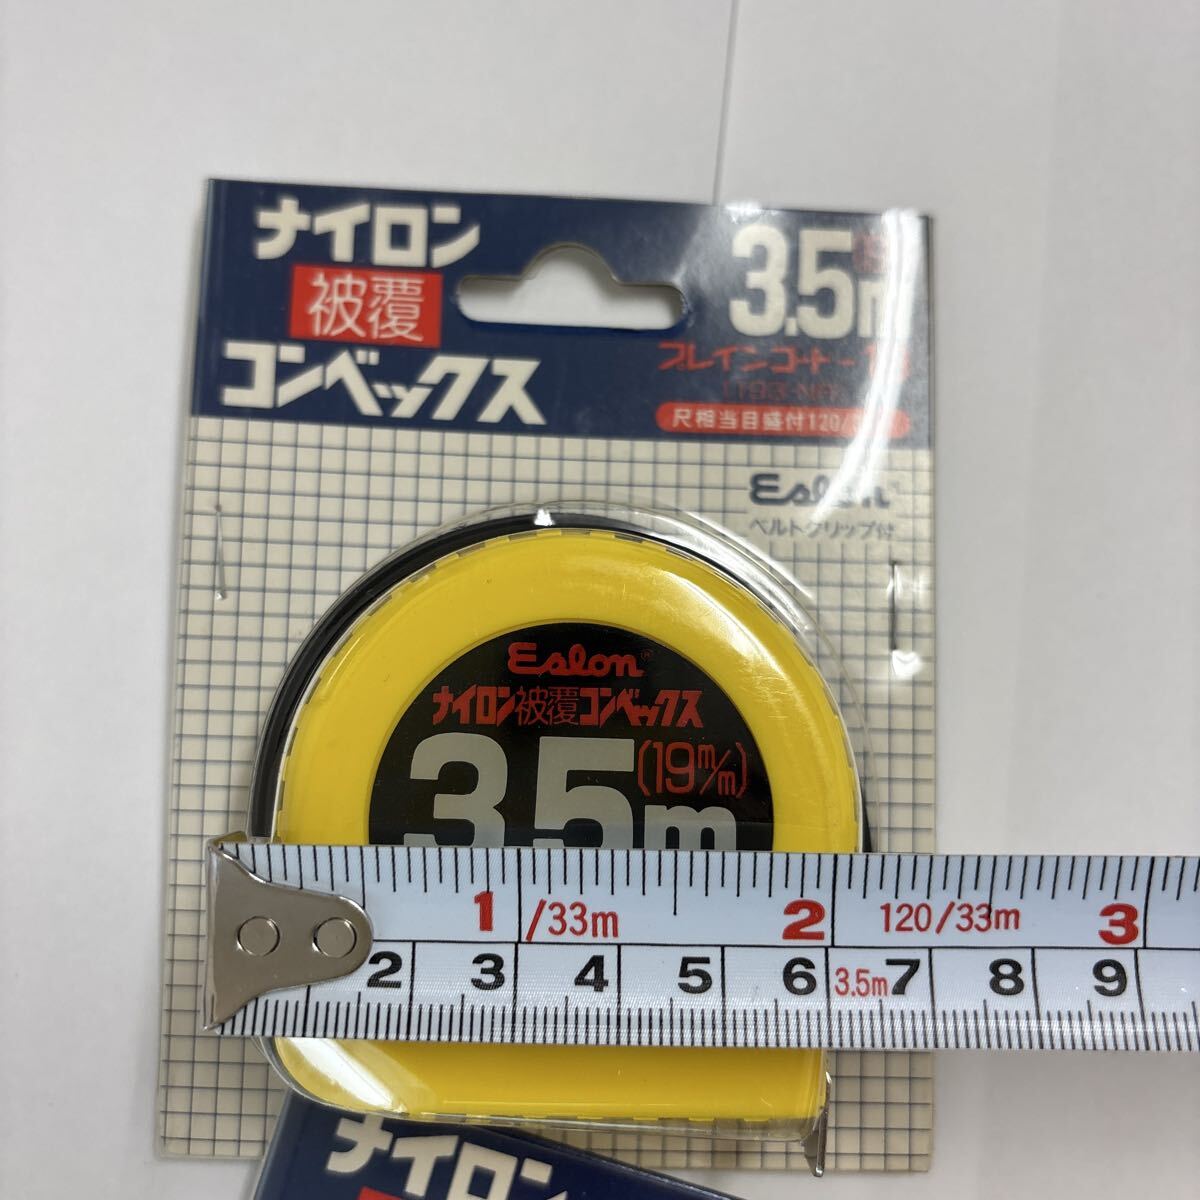 ナイロン
被覆
コンベックス
3.5m
プレインコート-19
尺相当目盛付120/33m
Eslon
ベルトクリップ付
Eslon®
ナイロン被覆コンベックス
3.5m
(19m/m)
1 /33m 2 120/33m 3
2 3 4 5 6 3.5m 7 8 9
ナイロン